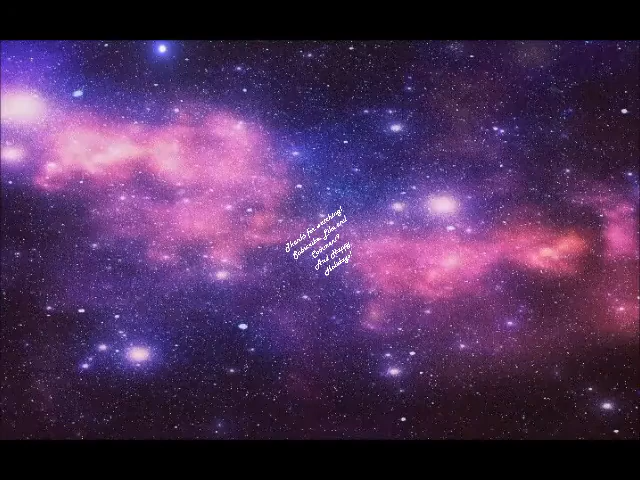 Thanks for watching!
Subscribe, Like and
Comment?
And Happy
Holidays!